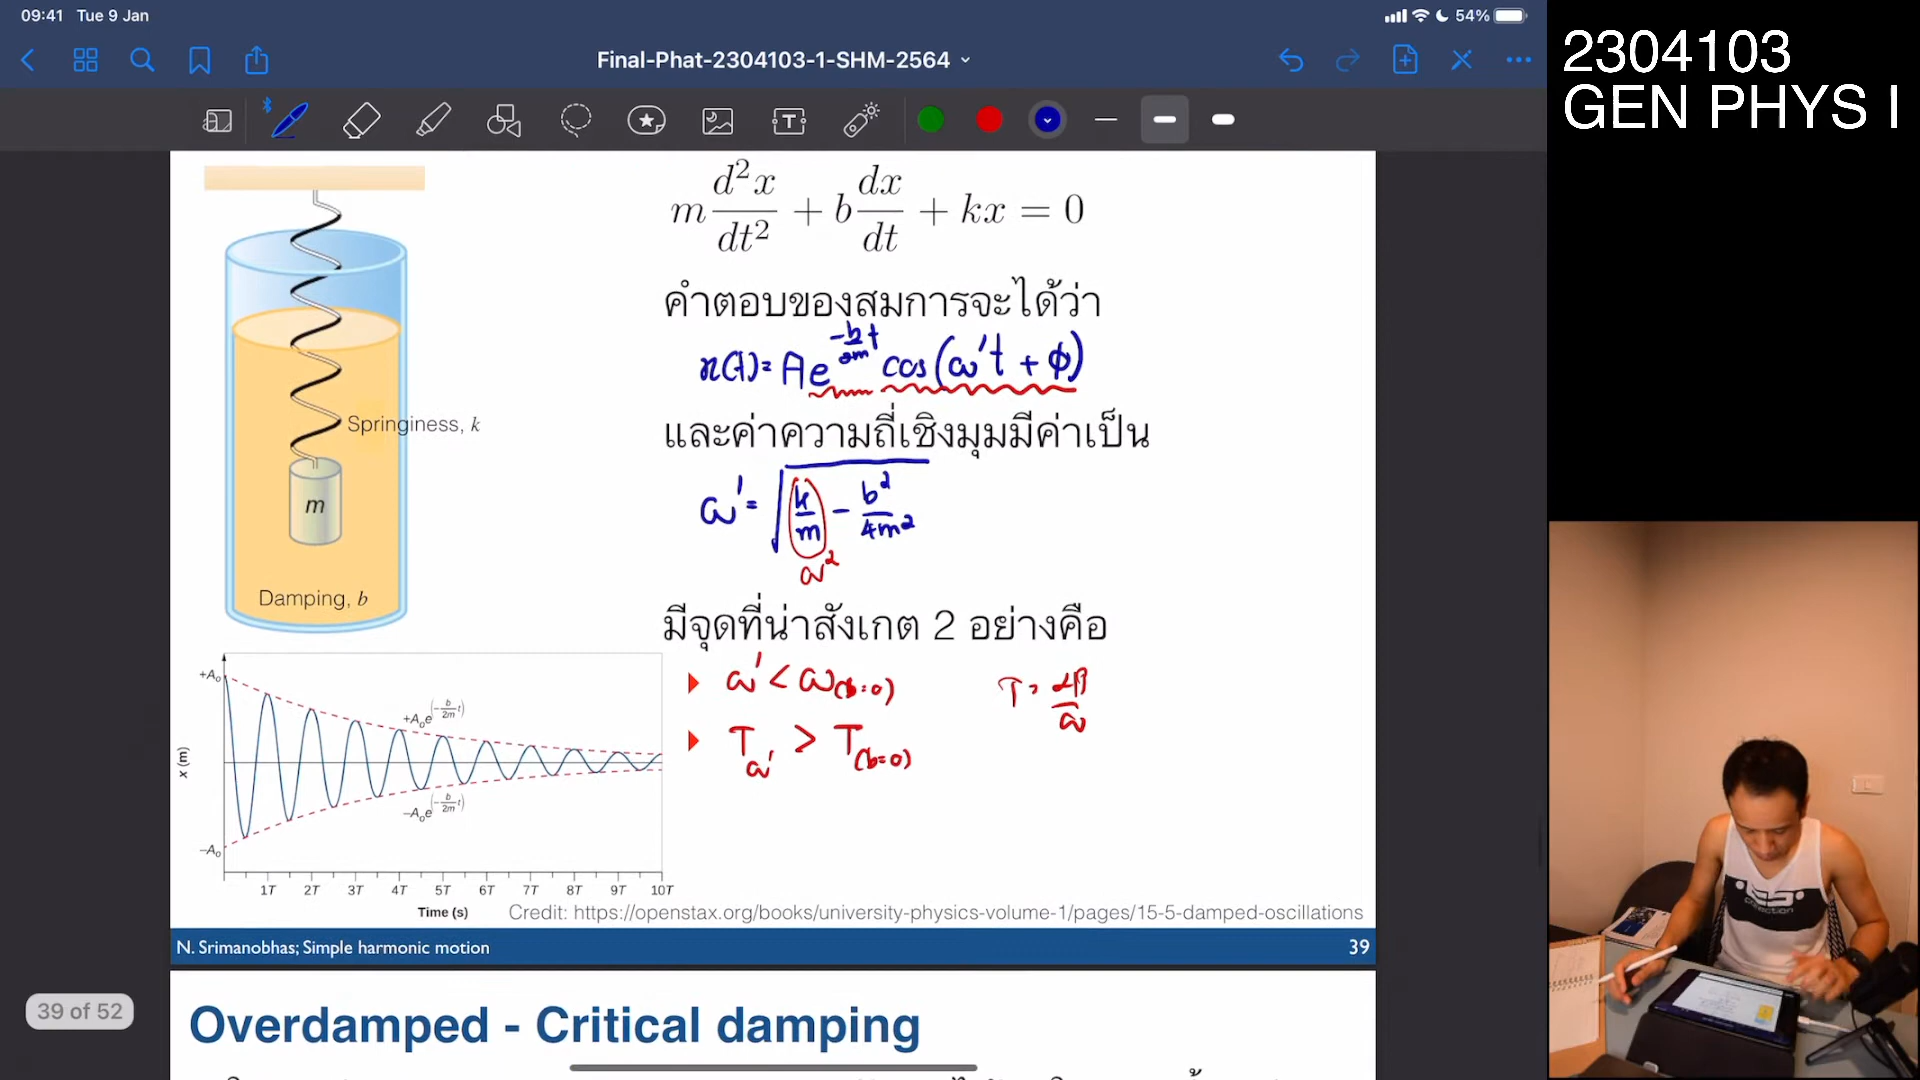 09:41 Tue 9 Jan
54%
Final-Phat-2304103-1-SHM-2564
2304103
GEN PHYS I
m d²x/dt² + b dx/dt + kx = 0
คำตอบของสมการจะได้ว่า
x(t) = A e^(-b/2m t) cos(ω't + φ)
และค่าความถี่เชิงมุมมีค่าเป็น
ω' = √(k/m - b²/4m²)
ω²
มีจุดที่น่าสังเกต 2 อย่างคือ
ω' < ω(b=0)
T = 2π/ω
T ω' > T(b=0)
Springiness, k
m
Damping, b
+A₀
+A₀e^(-b/2m t)
x (m)
-A₀e^(-b/2m t)
-A₀
1T 2T 3T 4T 5T 6T 7T 8T 9T 10T
Time (s)
Credit: https://openstax.org/books/university-physics-volume-1/pages/15-5-damped-oscillations
N. Srimanobhas; Simple harmonic motion
39
39 of 52
Overdamped - Critical damping